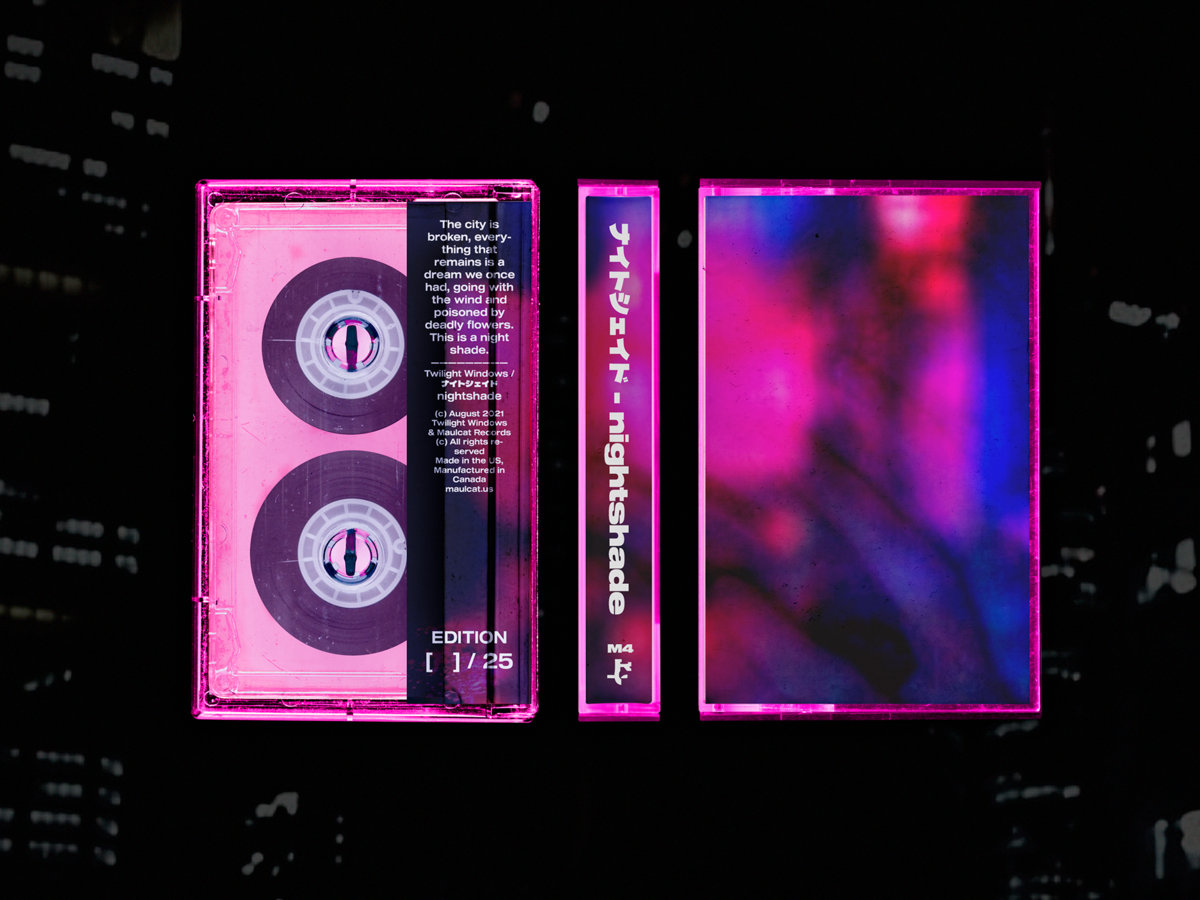 The city is
broken, every-
thing that
remains is a
dream we once
had, going with
the wind and
poisoned by
deadly flowers.
This is a night
shade.
Twilight Windows /
ナイトシェイド
nightshade
(c) August 2021
Twilight Windows
& Maulcat Records
(c) All rights re-
served
Made in the US,
Manufactured in
Canada
maulcat.us
EDITION
[ ] / 25
ナイトシェイド - nightshade
M4